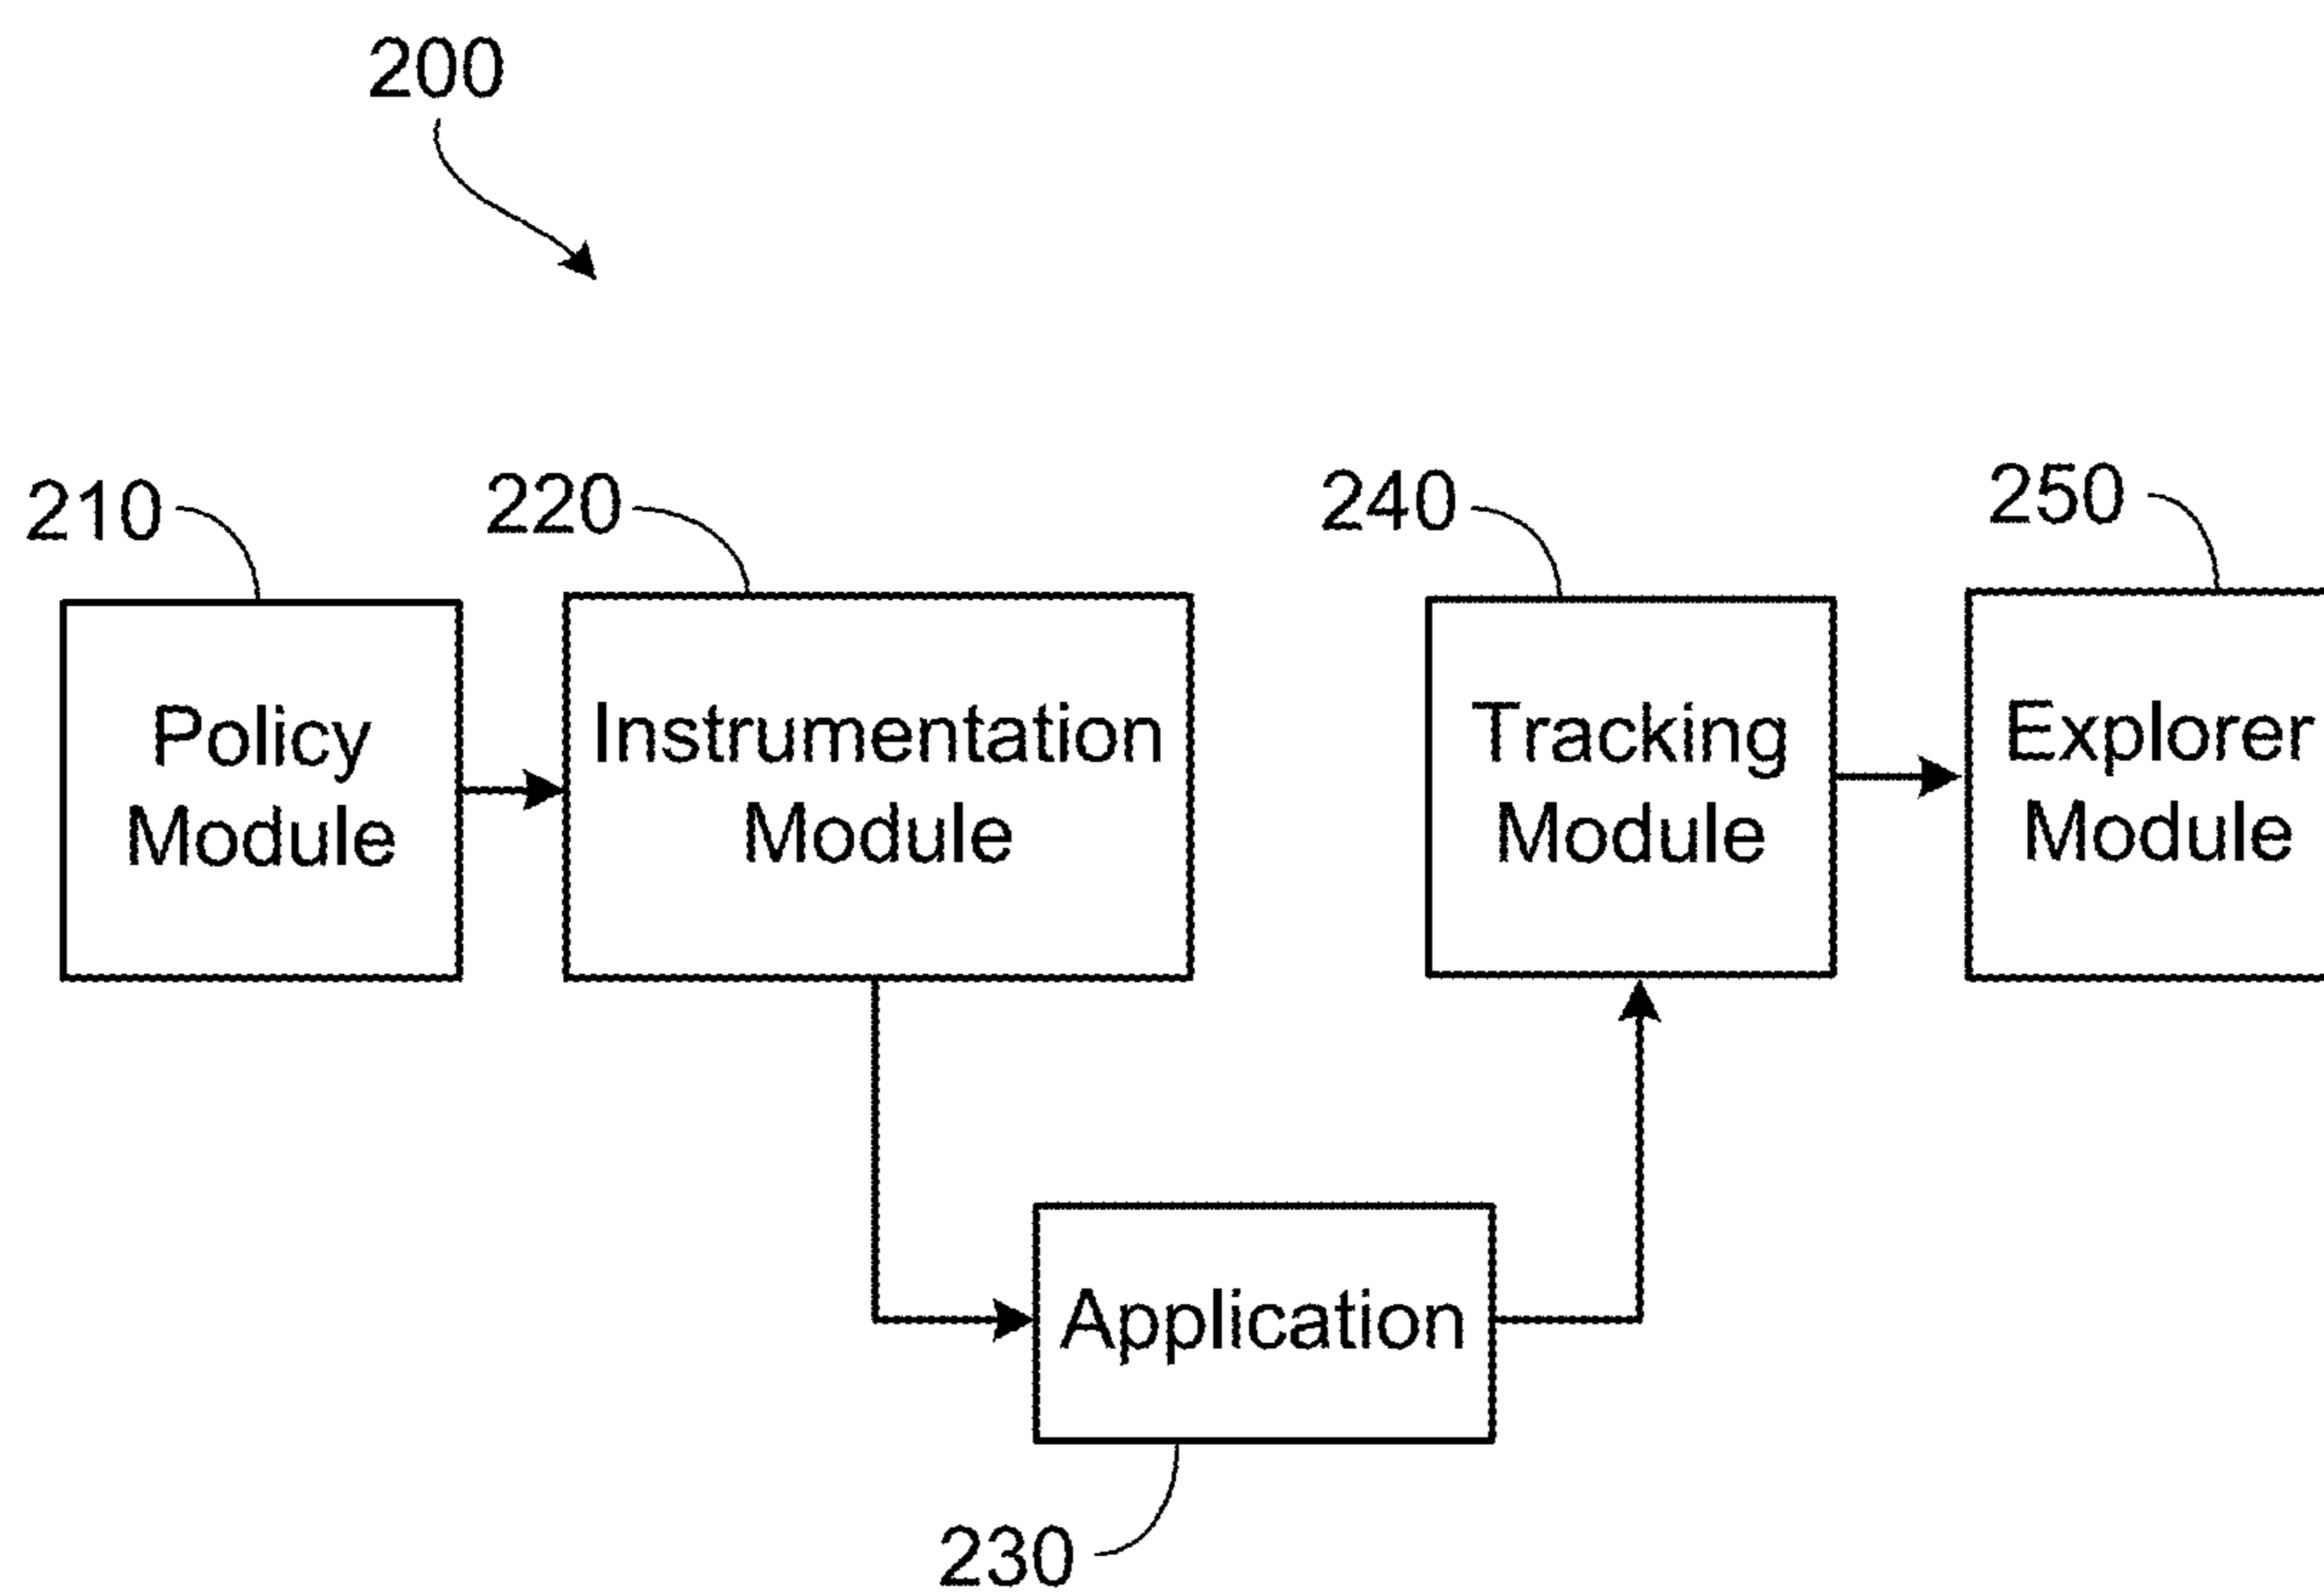 200
210
220
240
250
Policy
Module
Instrumentation
Module
Tracking
Module
Explorer
Module
Application
230